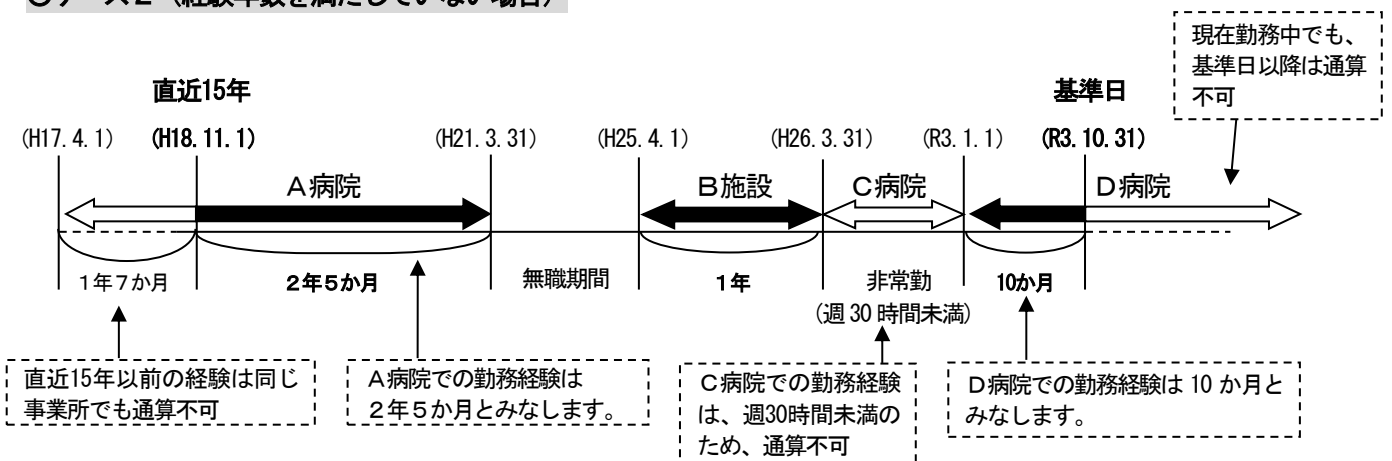 ○ケース２（経験年数を満たしていない場合）
現在勤務中でも、
基準日以降は通算
不可
直近15年
基準日
(H17.4.1)
(H18.11.1)
(H21.3.31)
(H25.4.1)
(H26.3.31)
(R3.1.1)
(R3.10.31)
Ａ病院
Ｂ施設
Ｃ病院
Ｄ病院
１年７か月
２年５か月
無職期間
１年
非常勤
(週30時間未満)
10か月
直近15年以前の経験は同じ
事業所でも通算不可
Ａ病院での勤務経験は
２年５か月とみなします。
Ｃ病院での勤務経験
は、週30時間未満の
ため、通算不可
Ｄ病院での勤務経験は 10 か月と
みなします。